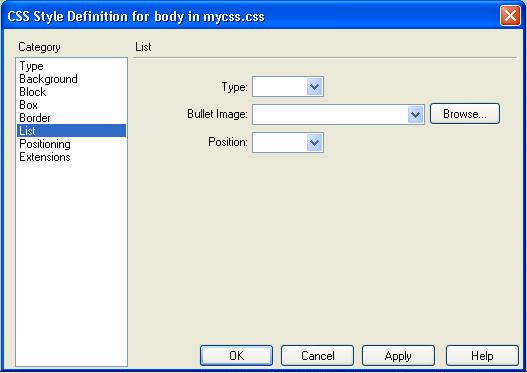 CSS Style Definition for body in mycss.css
Category
Type
Background
Block
Box
Border
List
Positioning
Extensions
List
Type:
Bullet Image:
Browse...
Position:
OK
Cancel
Apply
Help